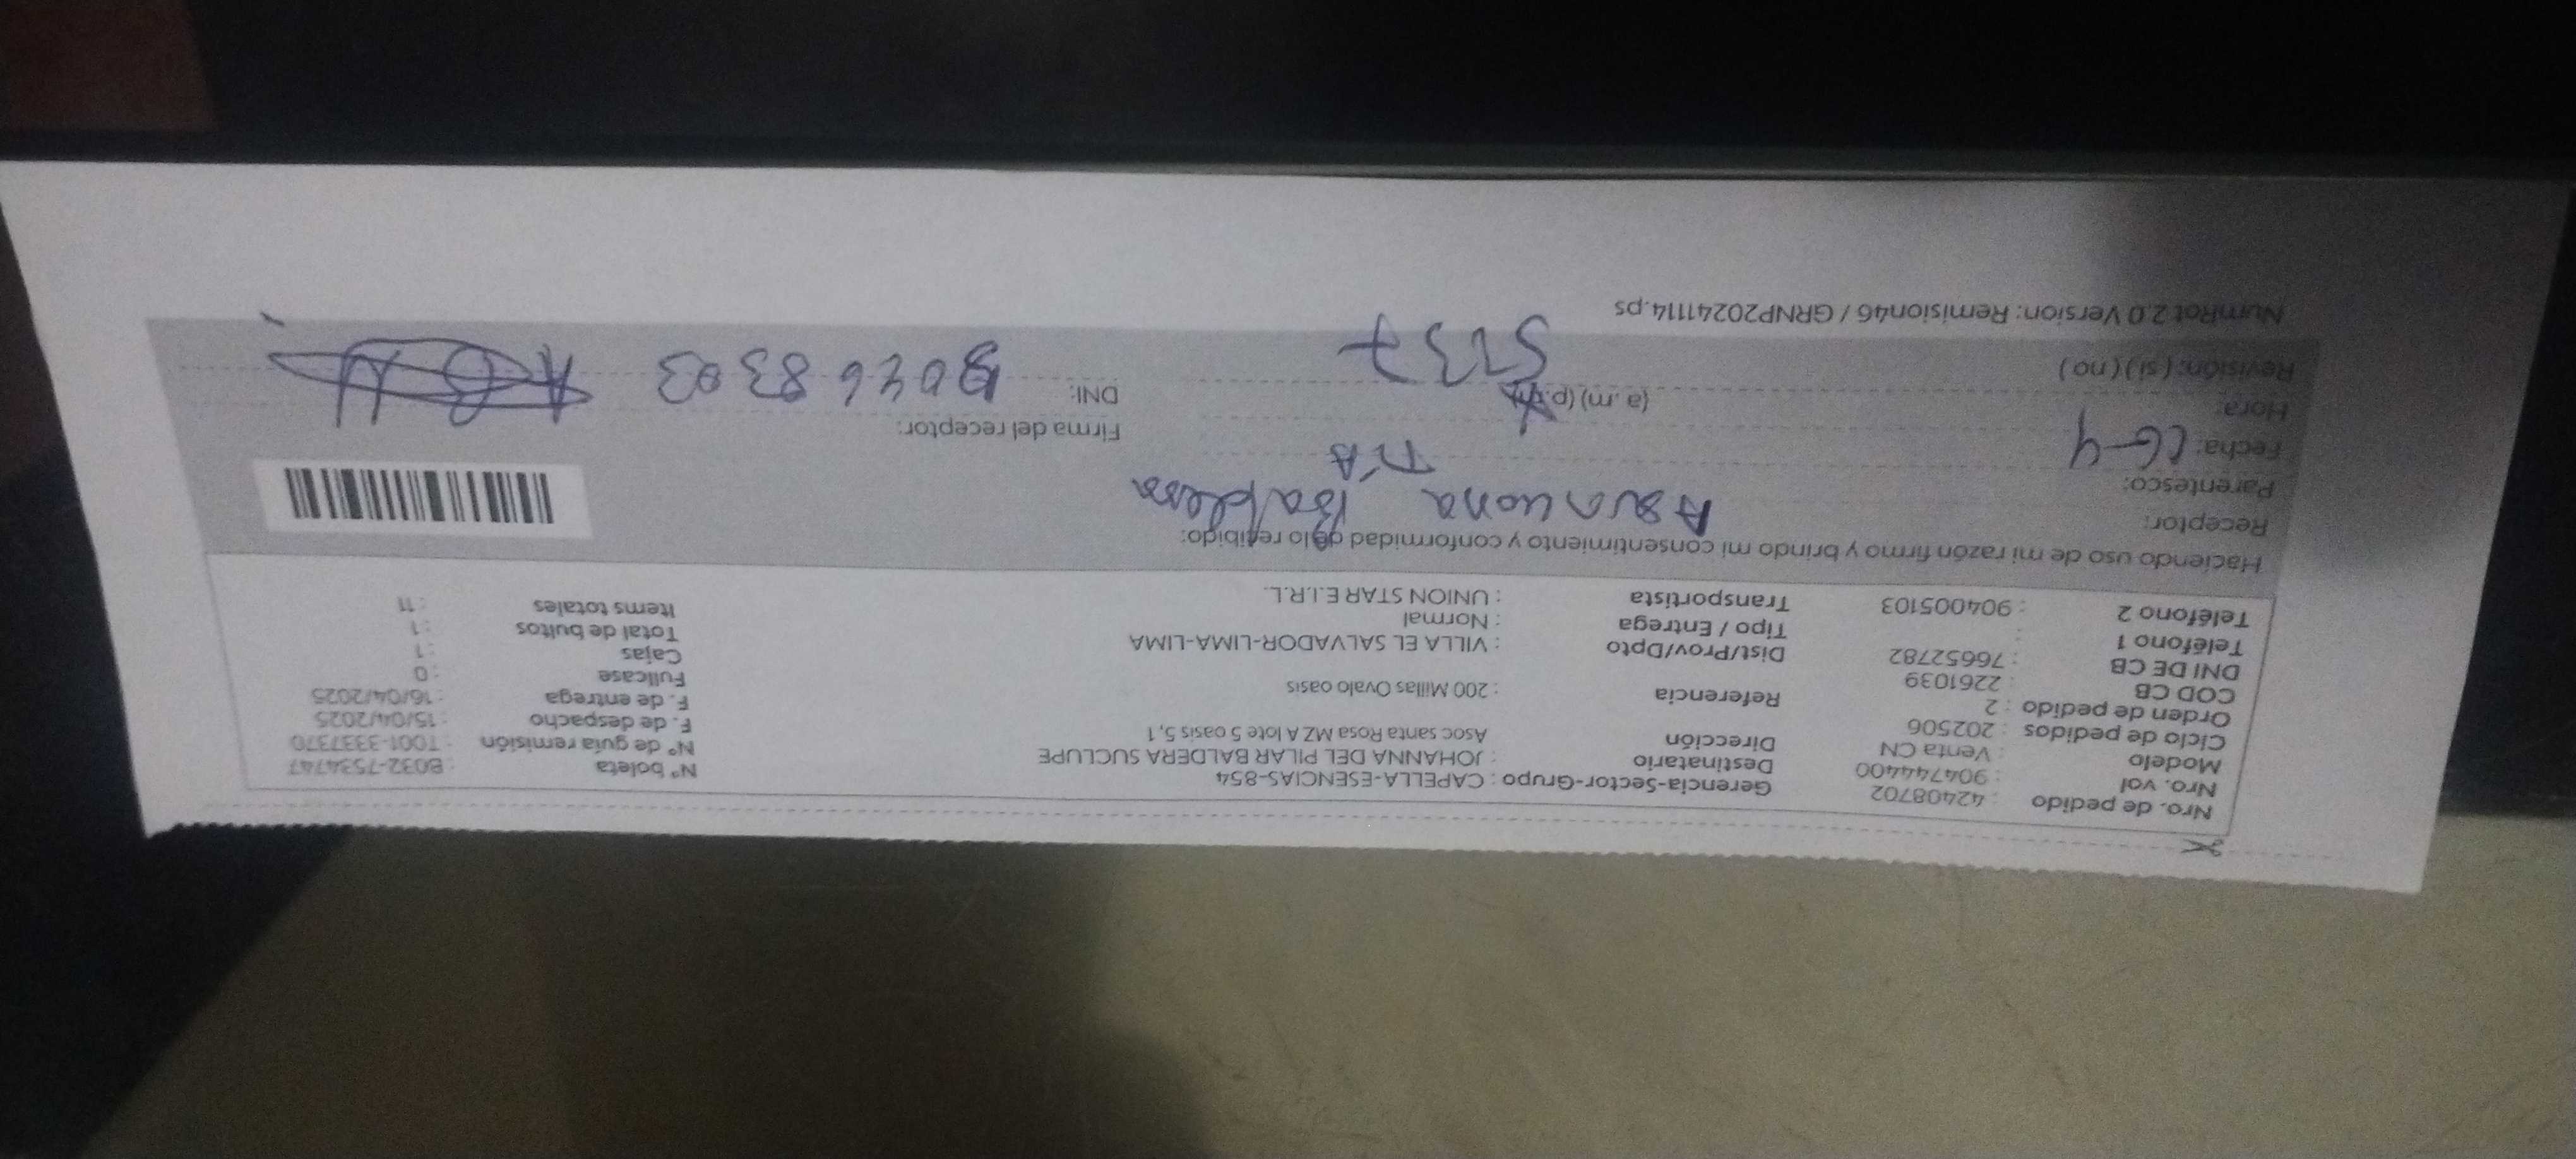 Nro. de pedido : 42408702
Nro. vol : 904744400
Modelo : Venta CN
Ciclo de pedidos : 202506
Orden de pedido : 2
COD CB : 2261039
DNI DE CB : 76652782
Teléfono 1 :
Teléfono 2 : 904005103
Gerencia-Sector-Grupo : CAPELLA-ESENCIAS-854
Destinatario : JOHANNA DEL PILAR BALDERA SUCLUPE
Dirección Asoc santa Rosa MZ A lote 5 oasis 5,1
Referencia : 200 Millas Ovalo oasis
Dist/Prov/Dpto : VILLA EL SALVADOR-LIMA-LIMA
Tipo / Entrega : Normal
Transportista : UNION STAR E.I.R.L.
N° boleta : B032-7534747
N° de guía remisión : T001-3337370
F. de despacho : 15/04/2025
F. de entrega : 16/04/2025
Fullcase : 0
Cajas : 1
Total de bultos : 1
Items totales : 11
Haciendo uso de mi razón firmo y brindo mi consentimiento y conformidad de lo recibido:
Receptor: Baldera
Parentesco: TíA
Fecha: 16-4
Hora: (a.m) (p.m)
Revisión: (si) (no)
Firma del receptor:
DNI:
NumRot 2.0 Version: Remision46 / GRNP20241114.ps